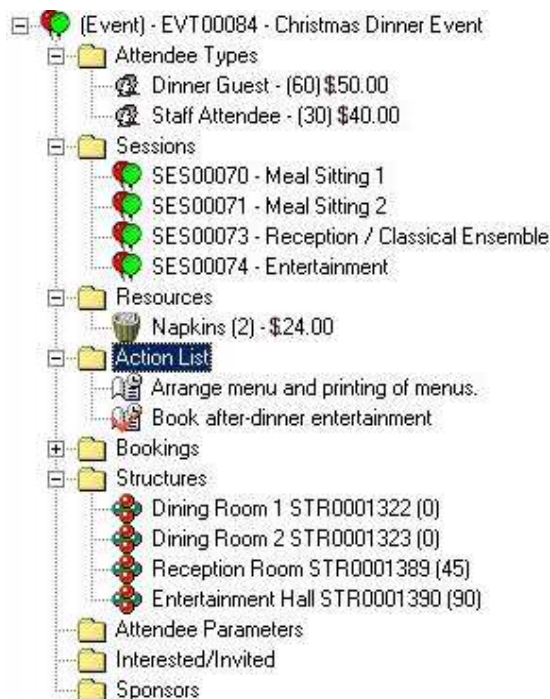 (Event) - EVT00084 - Christmas Dinner Event
Attendee Types
Dinner Guest - (60) $50.00
Staff Attendee - (30) $40.00
Sessions
SES00070 - Meal Sitting 1
SES00071 - Meal Sitting 2
SES00073 - Reception / Classical Ensemble
SES00074 - Entertainment
Resources
Napkins (2) - $24.00
Action List
Arrange menu and printing of menus.
Book after-dinner entertainment
Bookings
Structures
Dining Room 1 STR0001322 (0)
Dining Room 2 STR0001323 (0)
Reception Room STR0001389 (45)
Entertainment Hall STR0001390 (90)
Attendee Parameters
Interested/Invited
Sponsors